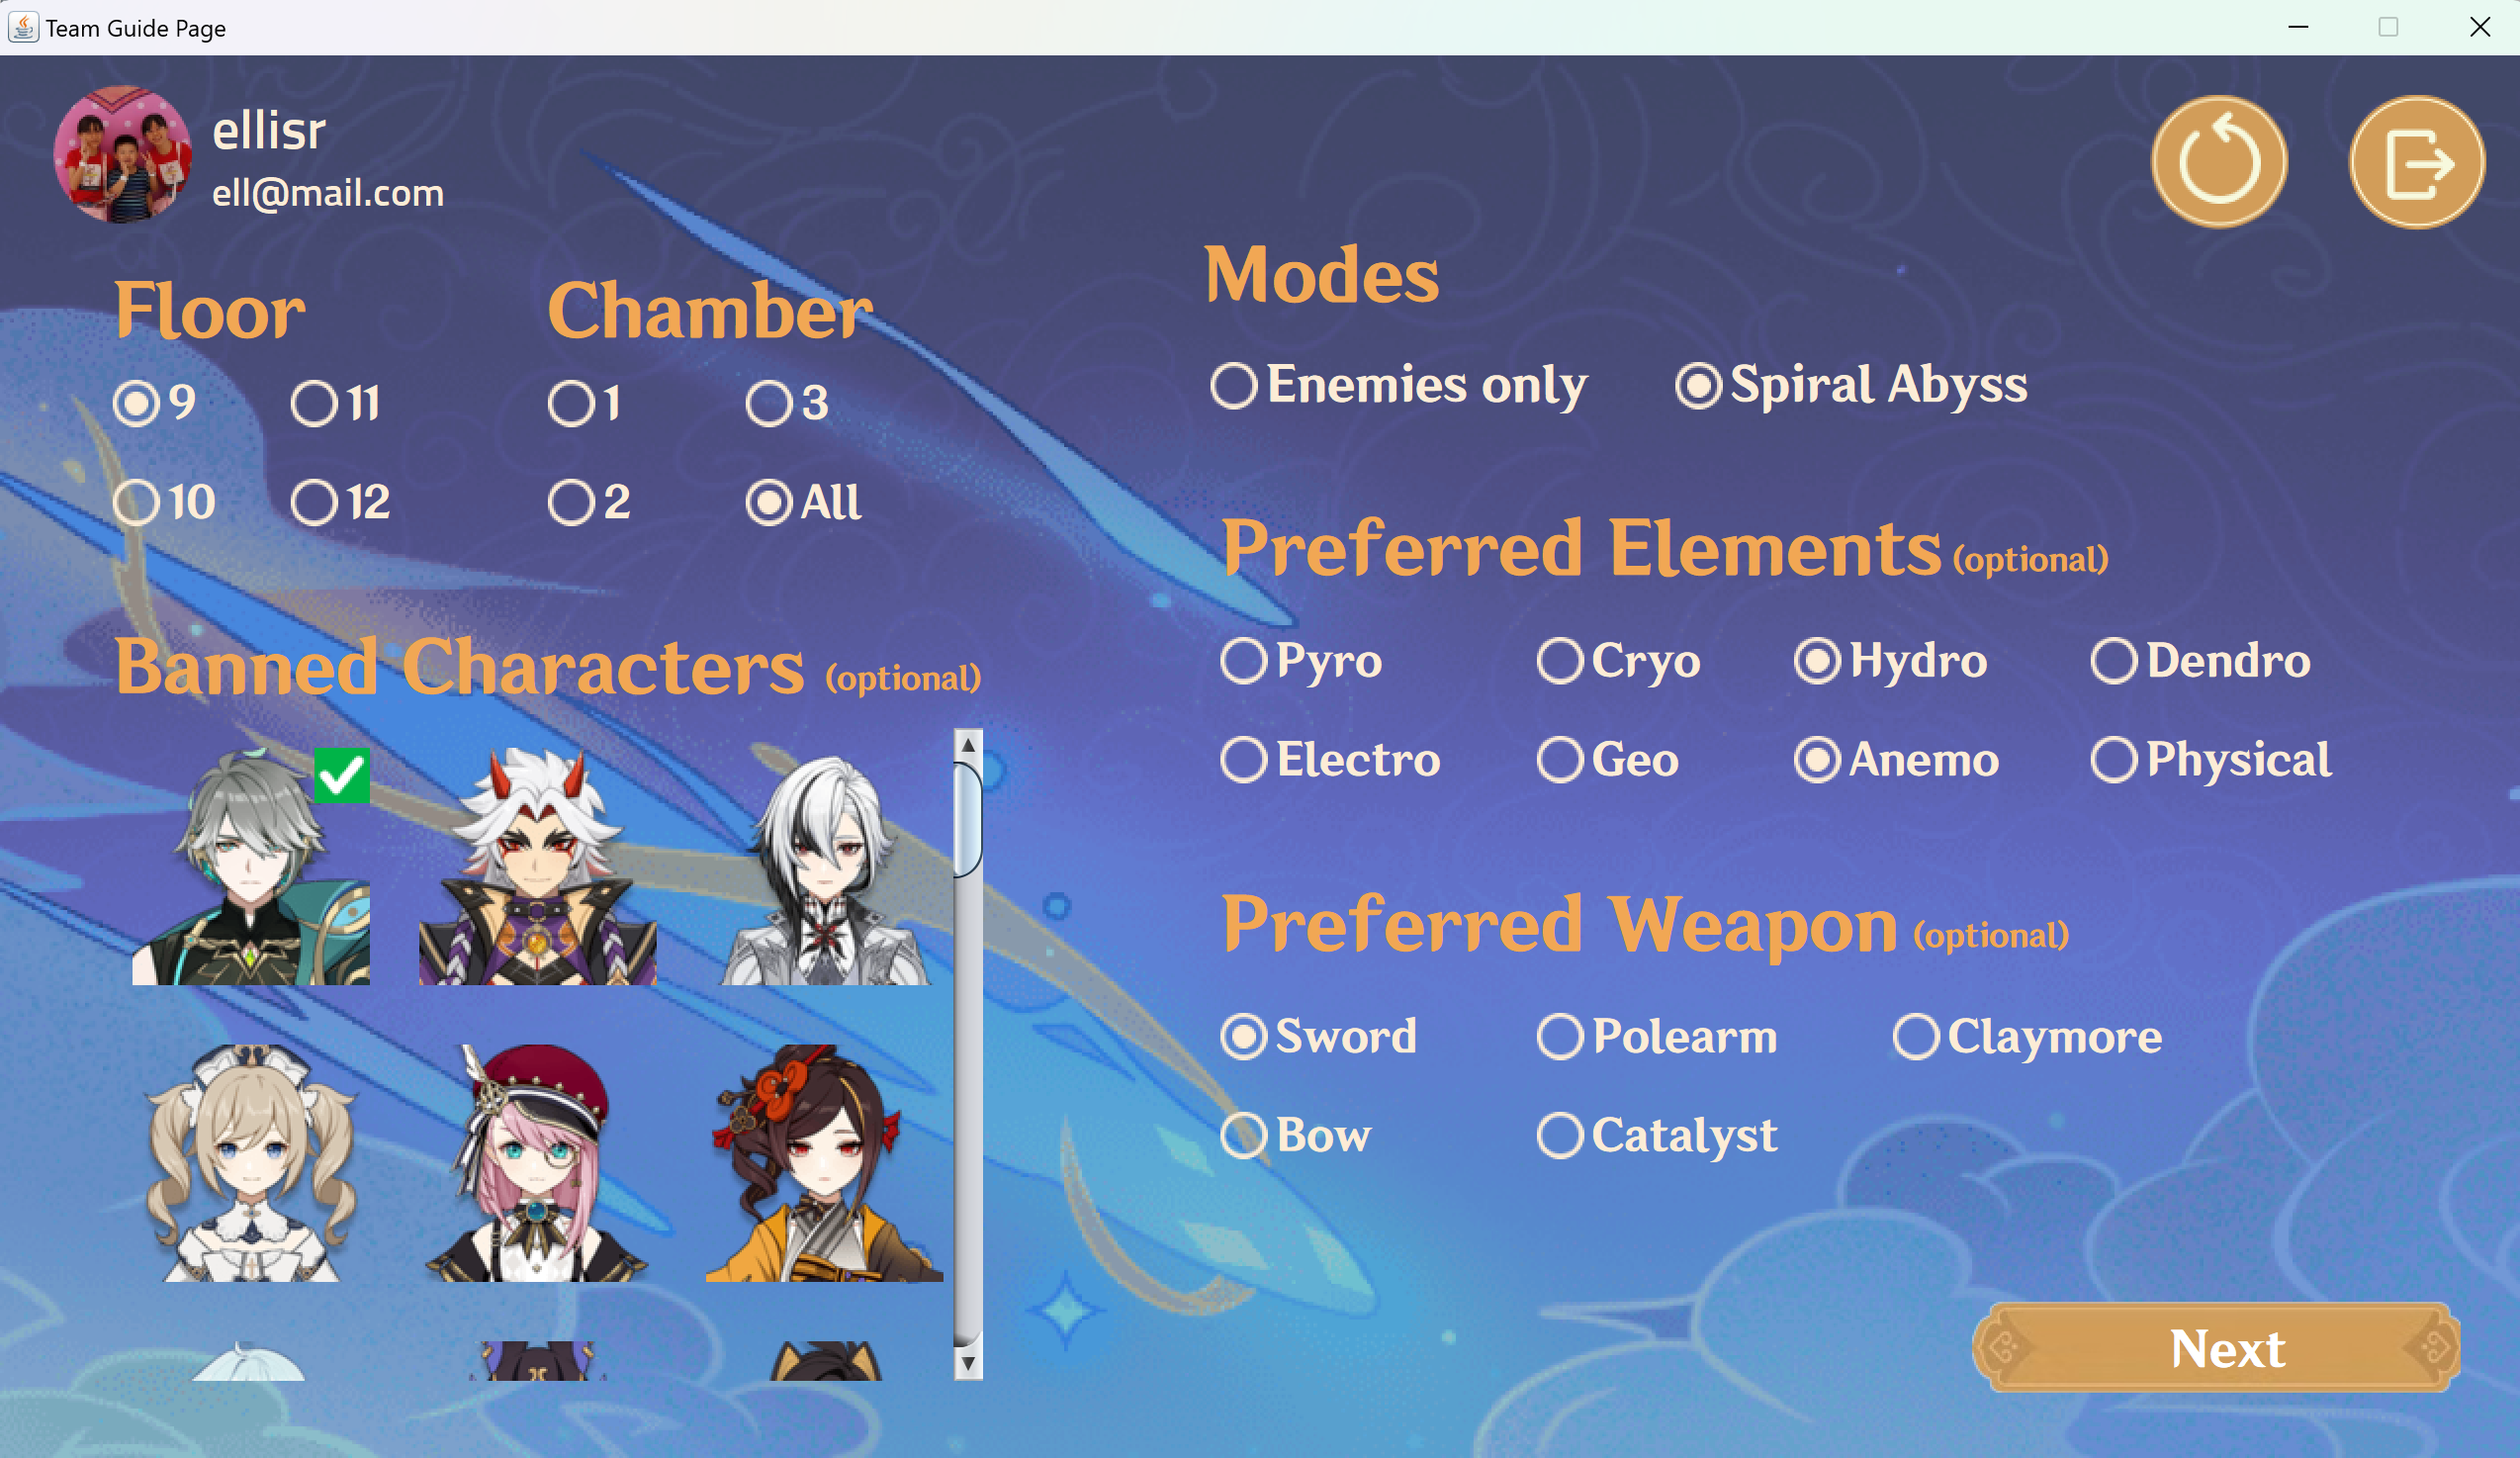 Team Guide Page
ellisr
ell@mail.com
Floor
9
11
10
12
Chamber
1
3
2
All
Banned Characters (optional)
Modes
Enemies only
Spiral Abyss
Preferred Elements (optional)
Pyro
Cryo
Hydro
Dendro
Electro
Geo
Anemo
Physical
Preferred Weapon (optional)
Sword
Polearm
Claymore
Bow
Catalyst
Next